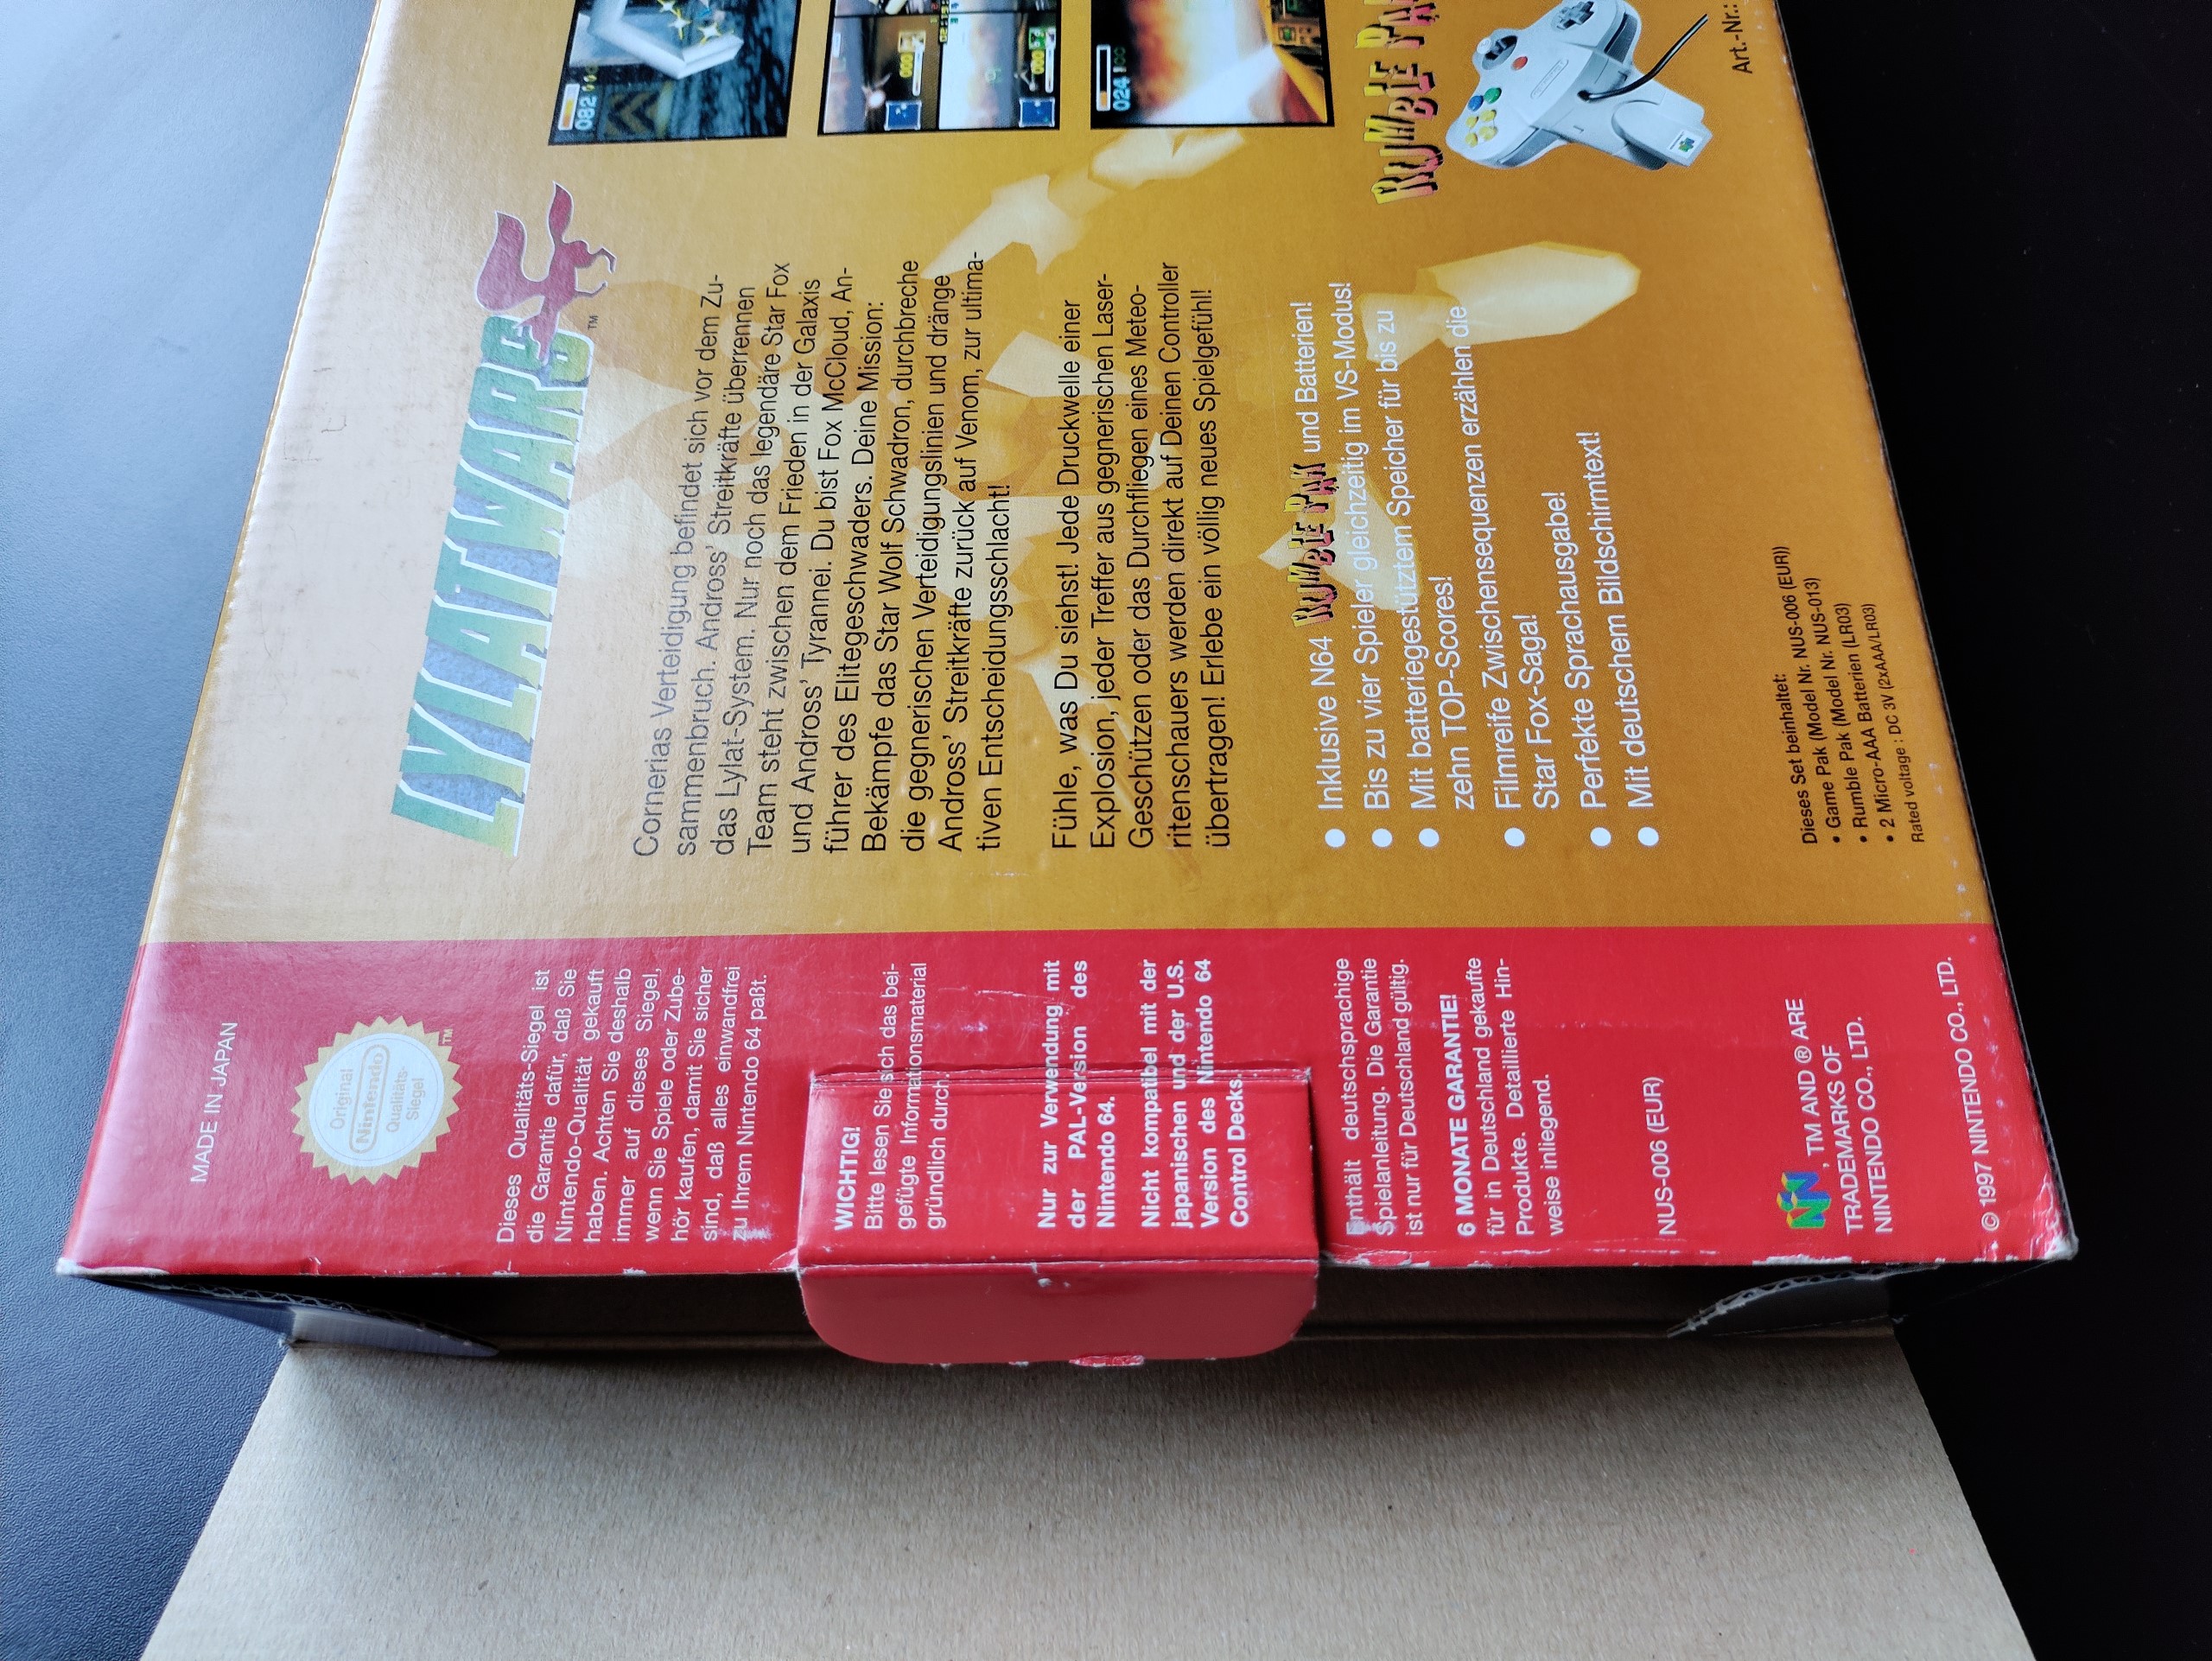 MADE IN JAPAN
Original
Nintendo
Qualitäts-
Siegel
TM
Dieses Qualitäts-Siegel ist
die Garantie dafür, daß Sie
Nintendo-Qualität gekauft
haben. Achten Sie deshalb
immer auf dieses Siegel,
wenn Sie Spiele oder Zube-
hör kaufen, damit Sie sicher
sind, daß alles einwandfrei
zu Ihrem Nintendo 64 paßt.
WICHTIG!
Bitte lesen Sie sich das bei-
gefügte Informationsmaterial
gründlich durch.
Nur zur Verwendung mit
der PAL-Version des
Nintendo 64.
Nicht kompatibel mit der
japanischen und der U.S.
Version des Nintendo 64
Control Decks.
Enthält deutschsprachige
Spielanleitung. Die Garantie
ist nur für Deutschland gültig.
6 MONATE GARANTIE!
für in Deutschland gekaufte
Produkte. Detaillierte Hin-
weise inliegend.
NUS-006 (EUR)
, TM AND ® ARE
TRADEMARKS OF
NINTENDO CO., LTD.
© 1997 NINTENDO CO., LTD.
LYLATWARS
TM
Cornerias Verteidigung befindet sich vor dem Zu-
sammenbruch. Andross' Streitkräfte überrennen
das Lylat-System. Nur noch das legendäre Star Fox
Team steht zwischen dem Frieden in der Galaxis
und Andross' Tyrannei. Du bist Fox McCloud, An-
führer des Elitegeschwaders. Deine Mission:
Bekämpfe das Star Wolf Schwadron, durchbreche
die gegnerischen Verteidigungslinien und dränge
Andross' Streitkräfte zurück auf Venom, zur ultima-
tiven Entscheidungsschlacht!
Fühle, was Du siehst! Jede Druckwelle einer
Explosion, jeder Treffer aus gegnerischen Laser-
Geschützen oder das Durchfliegen eines Meteo-
ritenschauers werden direkt auf Deinen Controller
übertragen! Erlebe ein völlig neues Spielgefühl!
● Inklusive N64 RUMBLE PAK und Batterien!
● Bis zu vier Spieler gleichzeitig im VS-Modus!
● Mit batteriegestütztem Speicher für bis zu
zehn TOP-Scores!
● Filmreife Zwischensequenzen erzählen die
Star Fox-Saga!
● Perfekte Sprachausgabe!
● Mit deutschem Bildschirmtext!
Dieses Set beinhaltet:
• Game Pak (Model Nr. NUS-006 (EUR))
• Rumble Pak (Model Nr. NUS-013)
• 2 Micro-AAA Batterien (LR03)
Rated voltage : DC 3V (2xAAA/LR03)
082
000
000
024
RUMBLE PAK
Art.-Nr.: